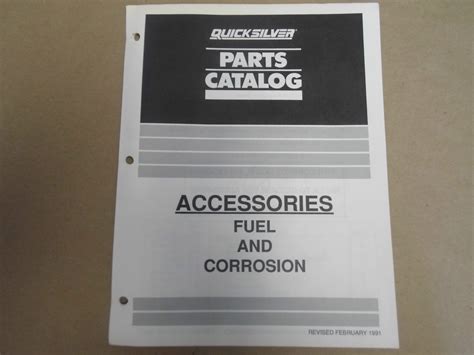 QUICKSILVER
PARTS
CATALOG
ACCESSORIES
FUEL
AND
CORROSION
REVISED FEBRUARY 1991